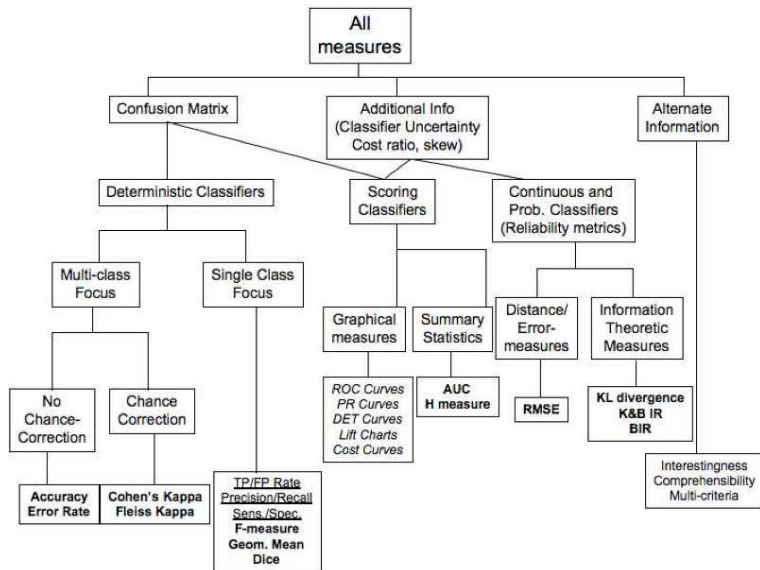 All
measures
Confusion Matrix
Additional Info
(Classifier Uncertainty
Cost ratio, skew)
Alternate
Information
Deterministic Classifiers
Scoring
Classifiers
Continuous and
Prob. Classifiers
(Reliability metrics)
Multi-class
Focus
Single Class
Focus
Graphical
measures
Summary
Statistics
Distance/
Error-
measures
Information
Theoretic
Measures
No
Chance-
Correction
Chance
Correction
ROC Curves
PR Curves
DET Curves
Lift Charts
Cost Curves
AUC
H measure
RMSE
KL divergence
K&B IR
BIR
Interestingness
Comprehensibility
Multi-criteria
Accuracy
Error Rate
Cohen's Kappa
Fleiss Kappa
TP/FP Rate
Precision/Recall
Sens./Spec.
F-measure
Geom. Mean
Dice